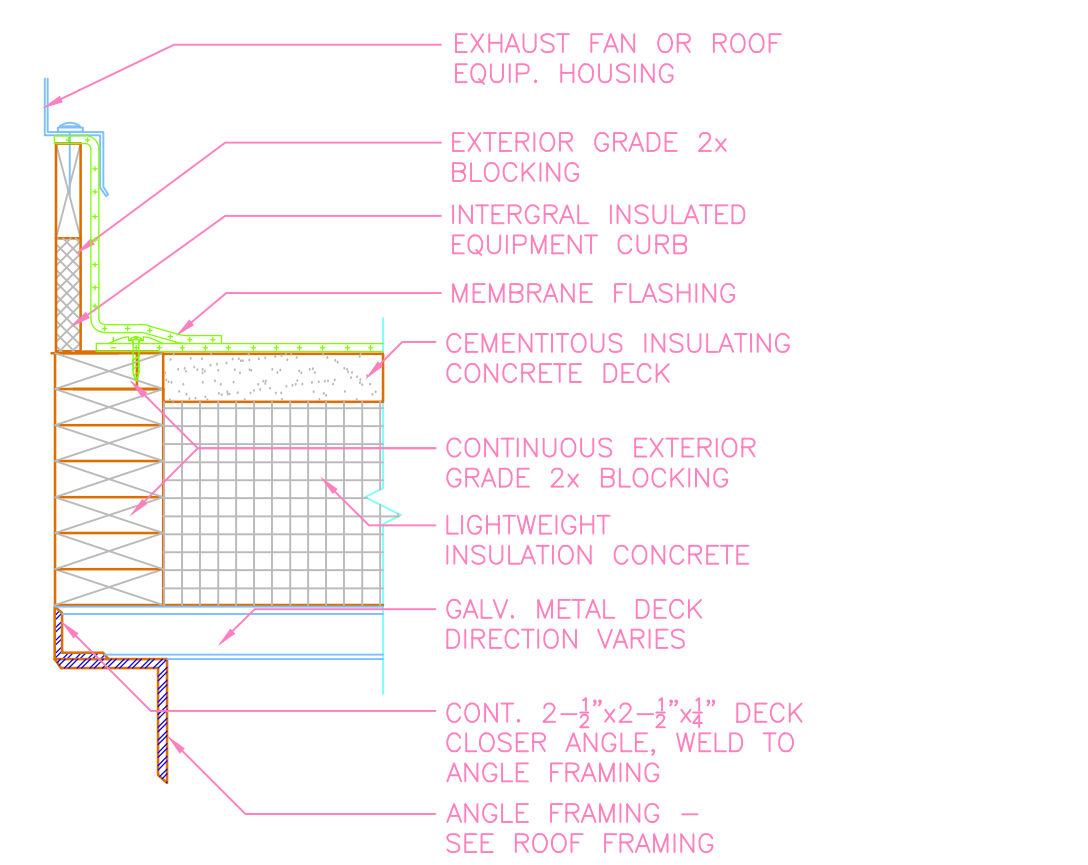 EXHAUST FAN OR ROOF
EQUIP. HOUSING
EXTERIOR GRADE 2x
BLOCKING
INTERGRAL INSULATED
EQUIPMENT CURB
MEMBRANE FLASHING
CEMENTITOUS INSULATING
CONCRETE DECK
CONTINUOUS EXTERIOR
GRADE 2x BLOCKING
LIGHTWEIGHT
INSULATION CONCRETE
GALV. METAL DECK
DIRECTION VARIES
CONT. 2–½”x2–½”x¼” DECK
CLOSER ANGLE, WELD TO
ANGLE FRAMING
ANGLE FRAMING –
SEE ROOF FRAMING